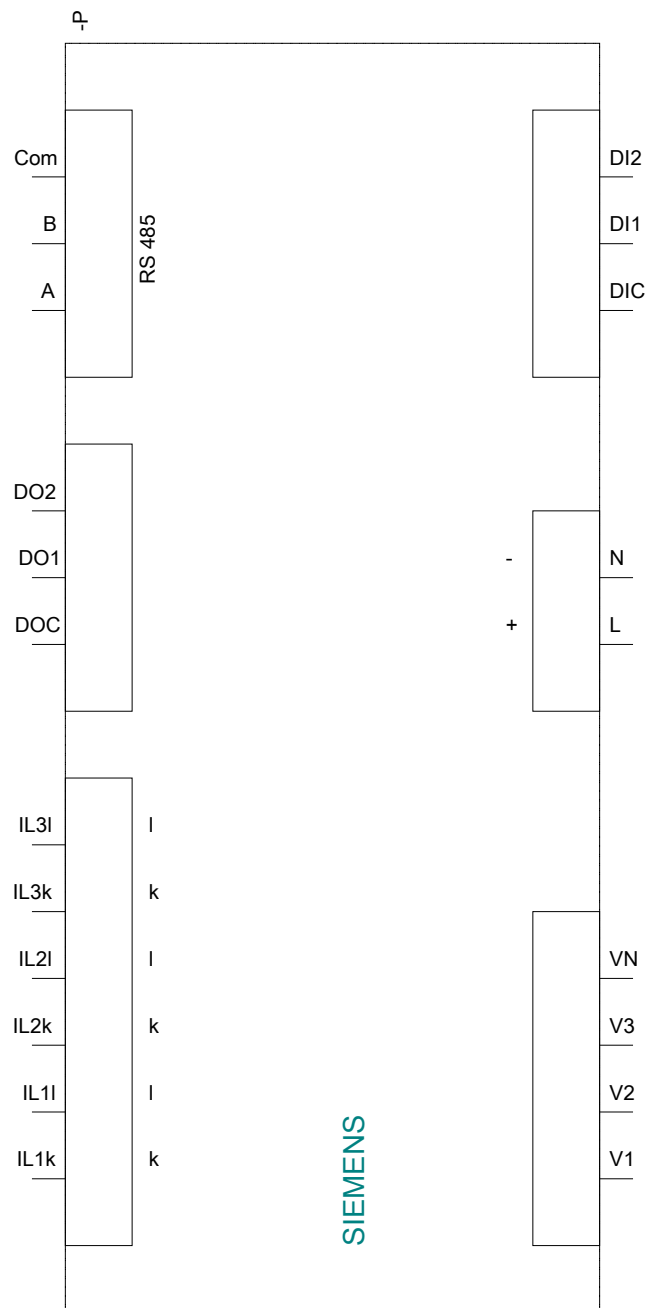 -P
Com
B
A
RS 485
DO2
DO1
DOC
IL3l
l
IL3k
k
IL2l
l
IL2k
k
IL1l
l
IL1k
k
SIEMENS
DI2
DI1
DIC
-
N
+
L
VN
V3
V2
V1